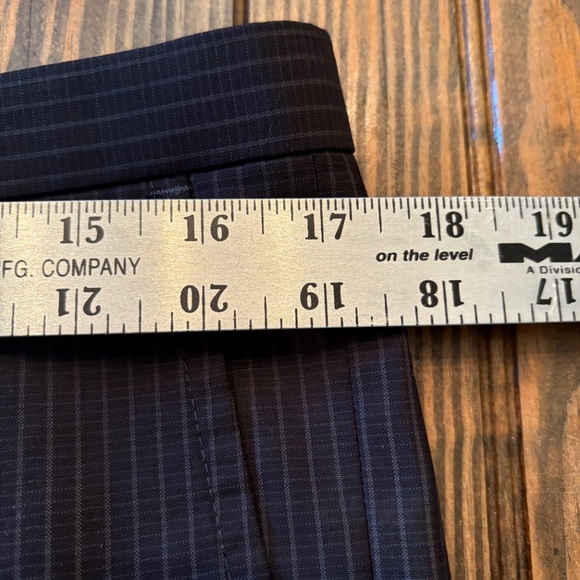 15 16 17 18 19
on the level
FG. COMPANY
A Divisio
21 20 19 18 17